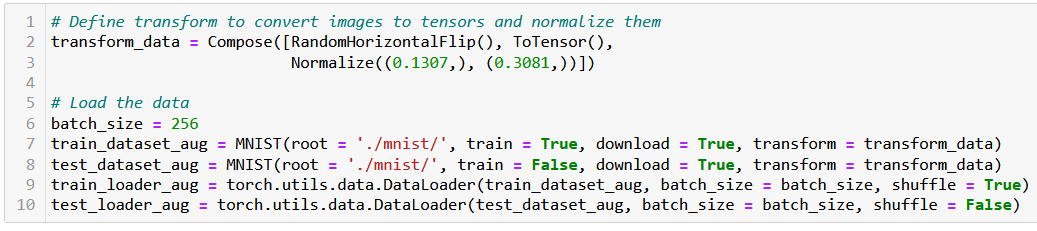 1 # Define transform to convert images to tensors and normalize them
2 transform_data = Compose([RandomHorizontalFlip(), ToTensor(),
3                           Normalize((0.1307,), (0.3081,))])
4
5 # Load the data
6 batch_size = 256
7 train_dataset_aug = MNIST(root = './mnist/', train = True, download = True, transform = transform_data)
8 test_dataset_aug = MNIST(root = './mnist/', train = False, download = True, transform = transform_data)
9 train_loader_aug = torch.utils.data.DataLoader(train_dataset_aug, batch_size = batch_size, shuffle = True)
10 test_loader_aug = torch.utils.data.DataLoader(test_dataset_aug, batch_size = batch_size, shuffle = False)